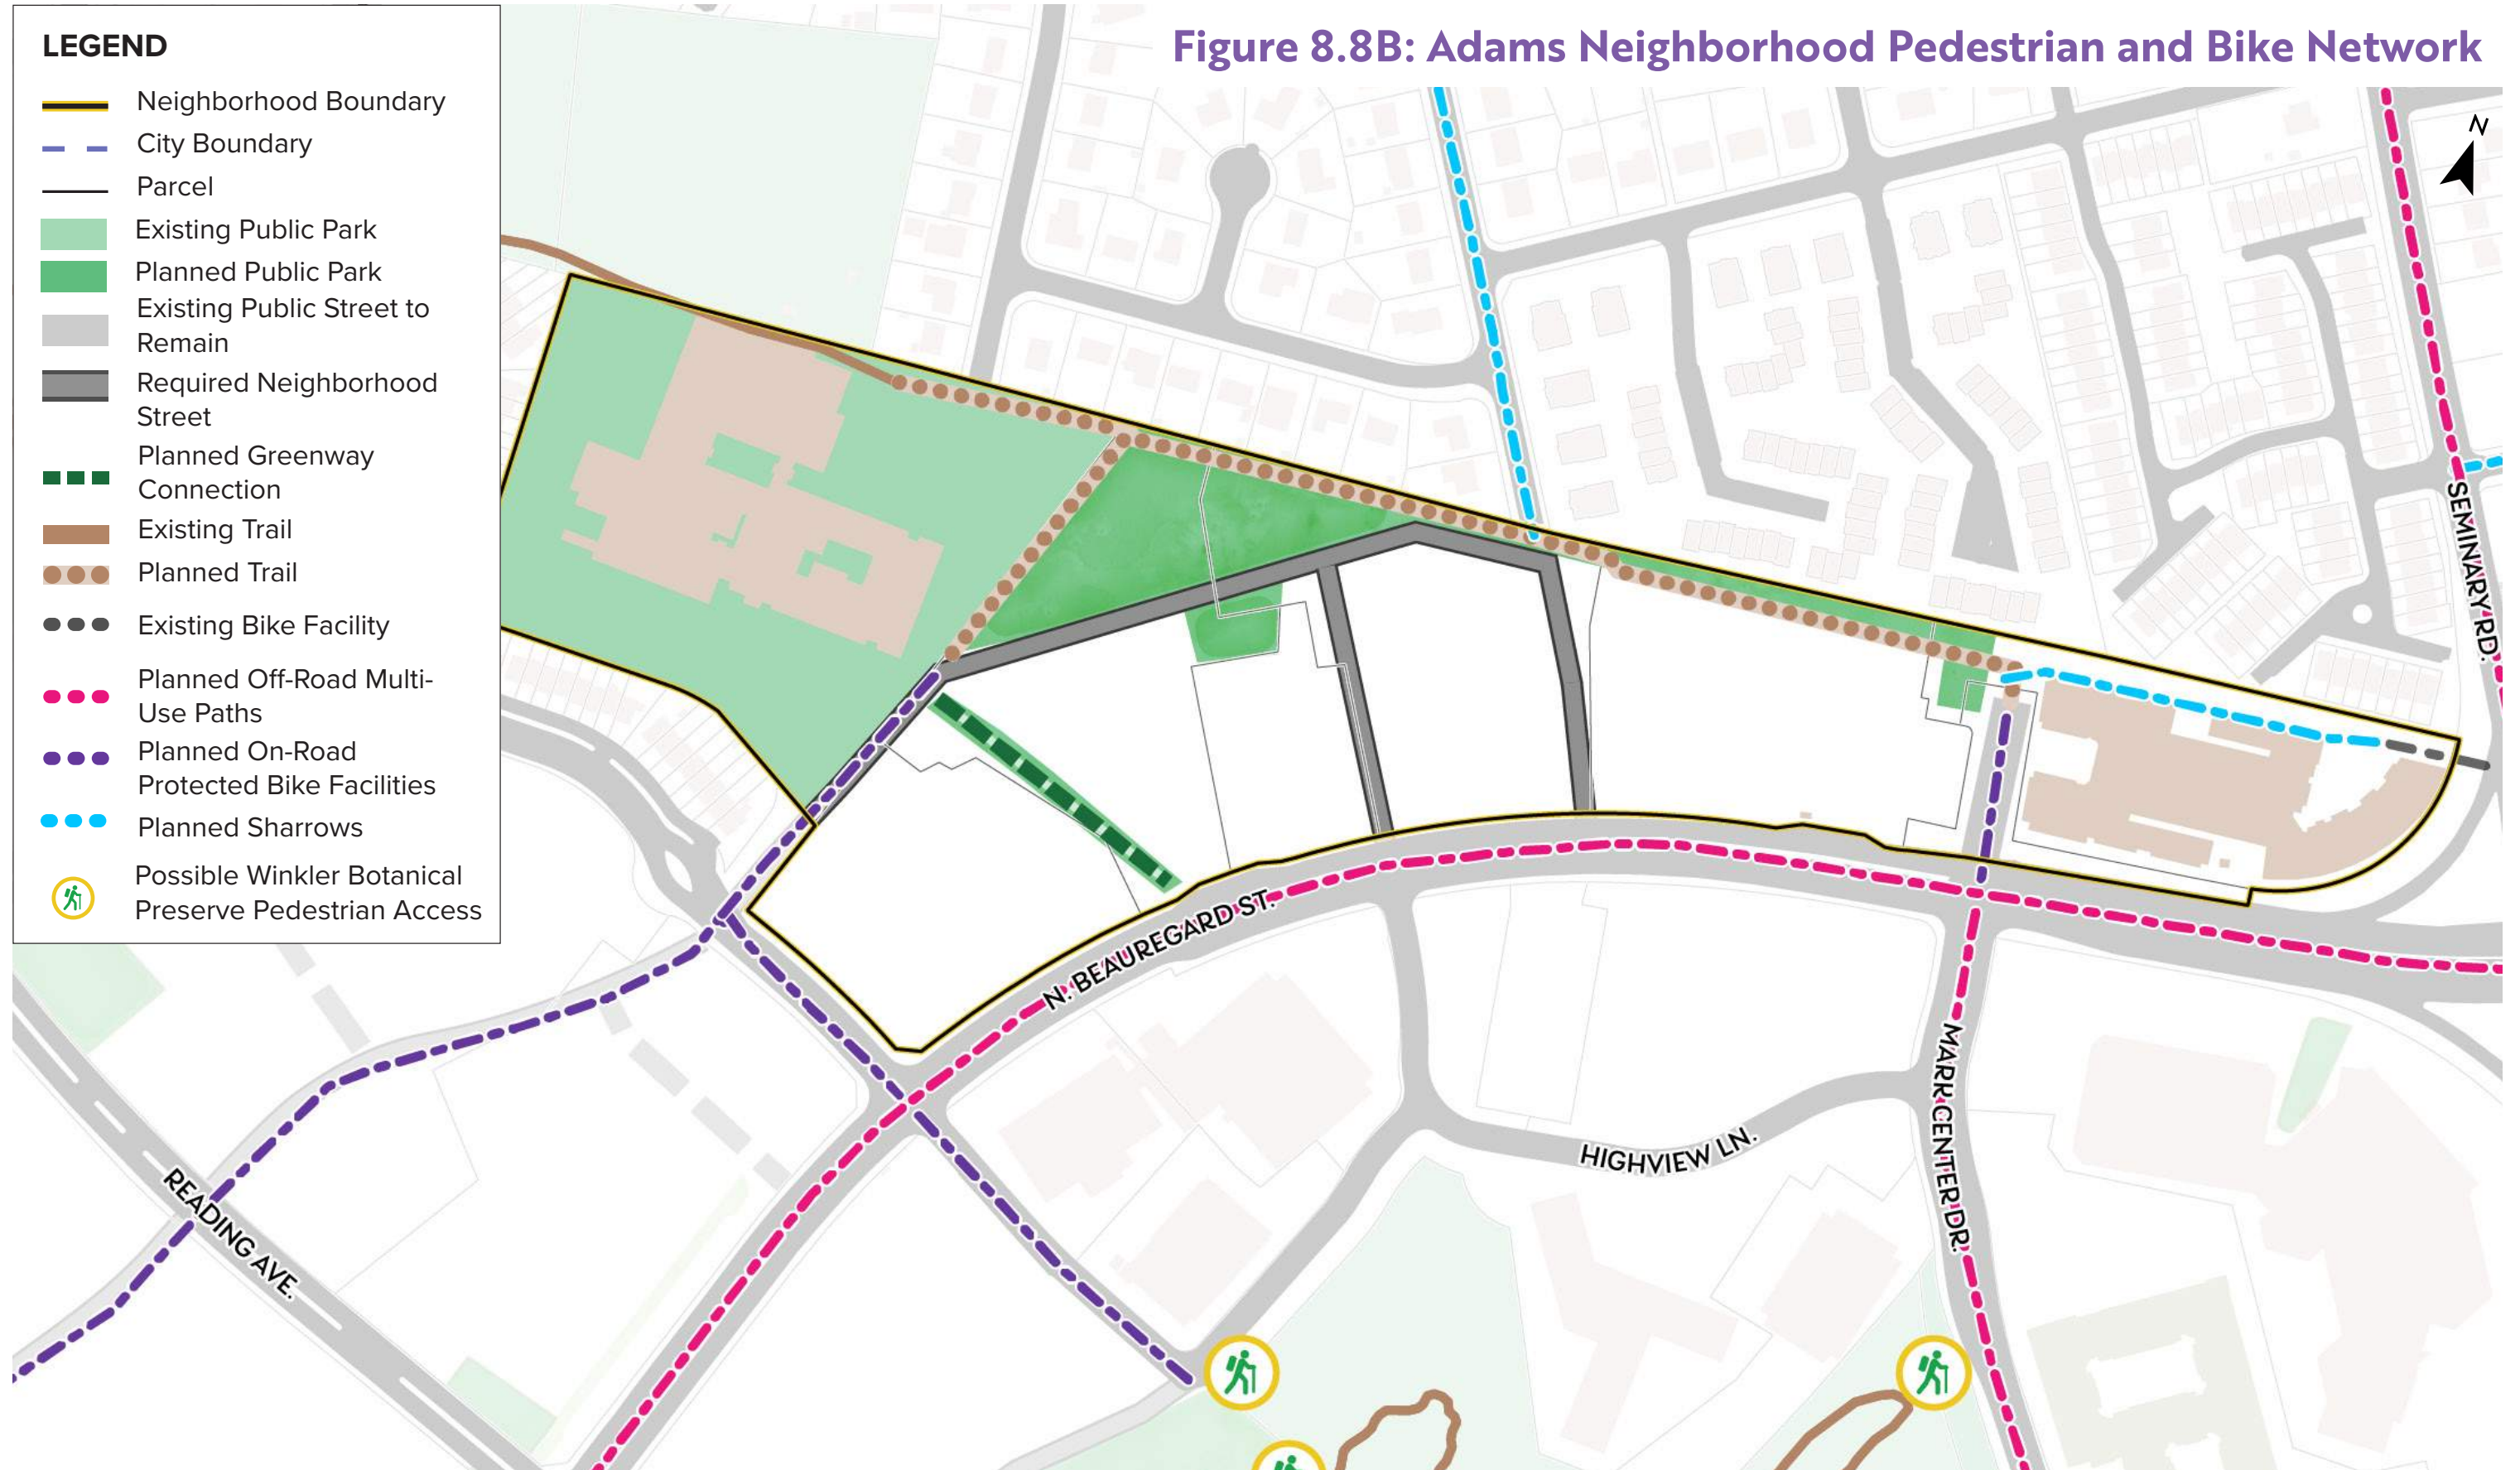 Figure 8.8B: Adams Neighborhood Pedestrian and Bike Network
LEGEND
Neighborhood Boundary
City Boundary
Parcel
Existing Public Park
Planned Public Park
Existing Public Street to
Remain
Required Neighborhood
Street
Planned Greenway
Connection
Existing Trail
Planned Trail
Existing Bike Facility
Planned Off-Road Multi-
Use Paths
Planned On-Road
Protected Bike Facilities
Planned Sharrows
Possible Winkler Botanical
Preserve Pedestrian Access
N
SEMINARY RD.
N. BEAUREGARD ST.
MARK CENTER DR.
HIGHVIEW LN.
READING AVE.